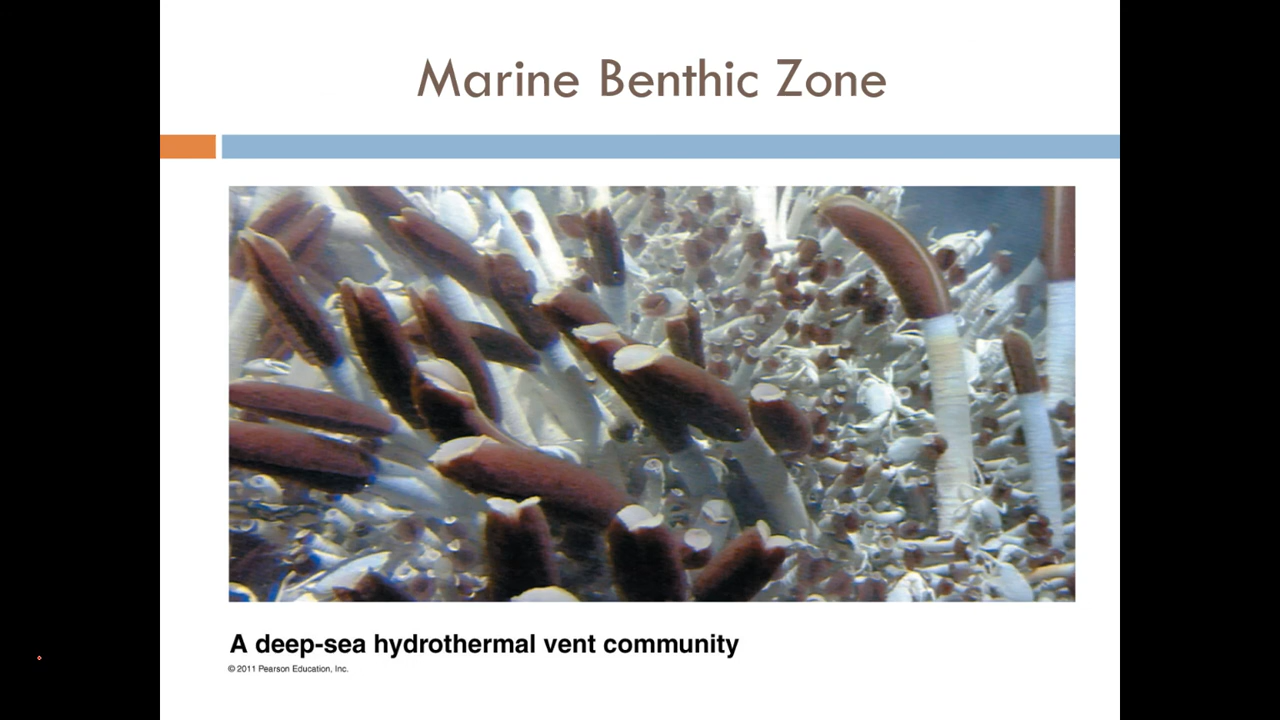 Marine Benthic Zone
A deep-sea hydrothermal vent community
© 2011 Pearson Education, Inc.